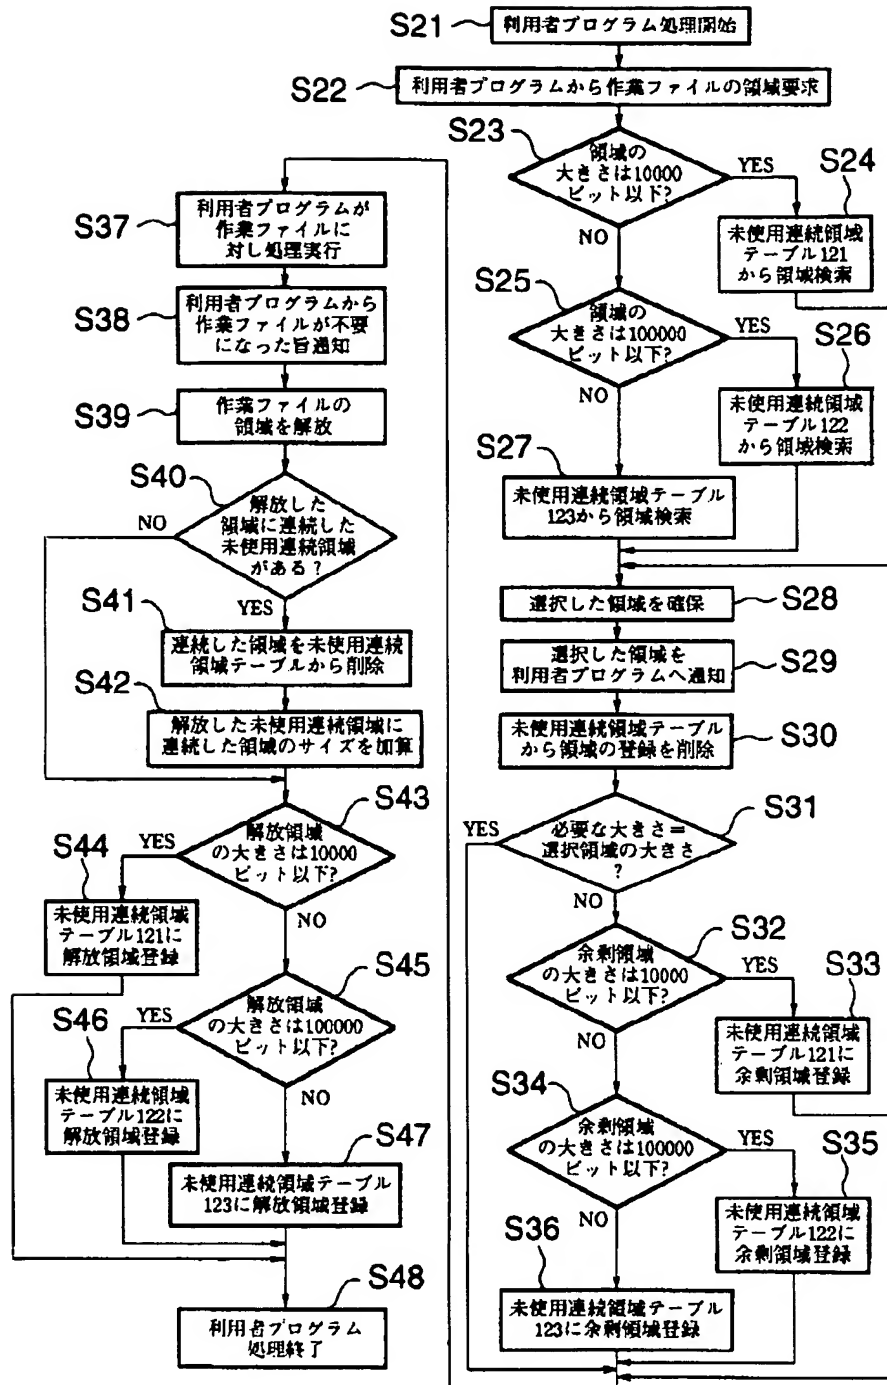 S21
利用者プログラム処理開始
S22
利用者プログラムから作業ファイルの領域要求
S23
領域の
大きさは10000
ビット以下?
YES
NO
S24
未使用連続領域
テーブル121
から領域検索
S25
領域の
大きさは100000
ビット以下?
YES
NO
S26
未使用連続領域
テーブル122
から領域検索
S27
未使用連続領域テーブル
123から領域検索
S28
選択した領域を確保
S29
選択した領域を
利用者プログラムへ通知
S30
未使用連続領域テーブル
から領域の登録を削除
S31
必要な大きさ=
選択領域の大きさ
?
YES
NO
S32
余剰領域
の大きさは10000
ビット以下?
YES
NO
S33
未使用連続領域
テーブル121に
余剰領域登録
S34
余剰領域
の大きさは100000
ビット以下?
YES
NO
S35
未使用連続領域
テーブル122に
余剰領域登録
S36
未使用連続領域テーブル
123に余剰領域登録
S37
利用者プログラムが
作業ファイルに
対し処理実行
S38
利用者プログラムから
作業ファイルが不要
になった旨通知
S39
作業ファイルの
領域を解放
S40
解放した
領域に連続した
未使用連続領域
がある?
NO
YES
S41
連続した領域を未使用連続
領域テーブルから削除
S42
解放した未使用連続領域に
連続した領域のサイズを加算
S43
解放領域
の大きさは10000
ビット以下?
YES
NO
S44
未使用連続領域
テーブル121に
解放領域登録
S45
解放領域
の大きさは100000
ビット以下?
YES
NO
S46
未使用連続領域
テーブル122に
解放領域登録
S47
未使用連続領域テーブル
123に解放領域登録
S48
利用者プログラム
処理終了